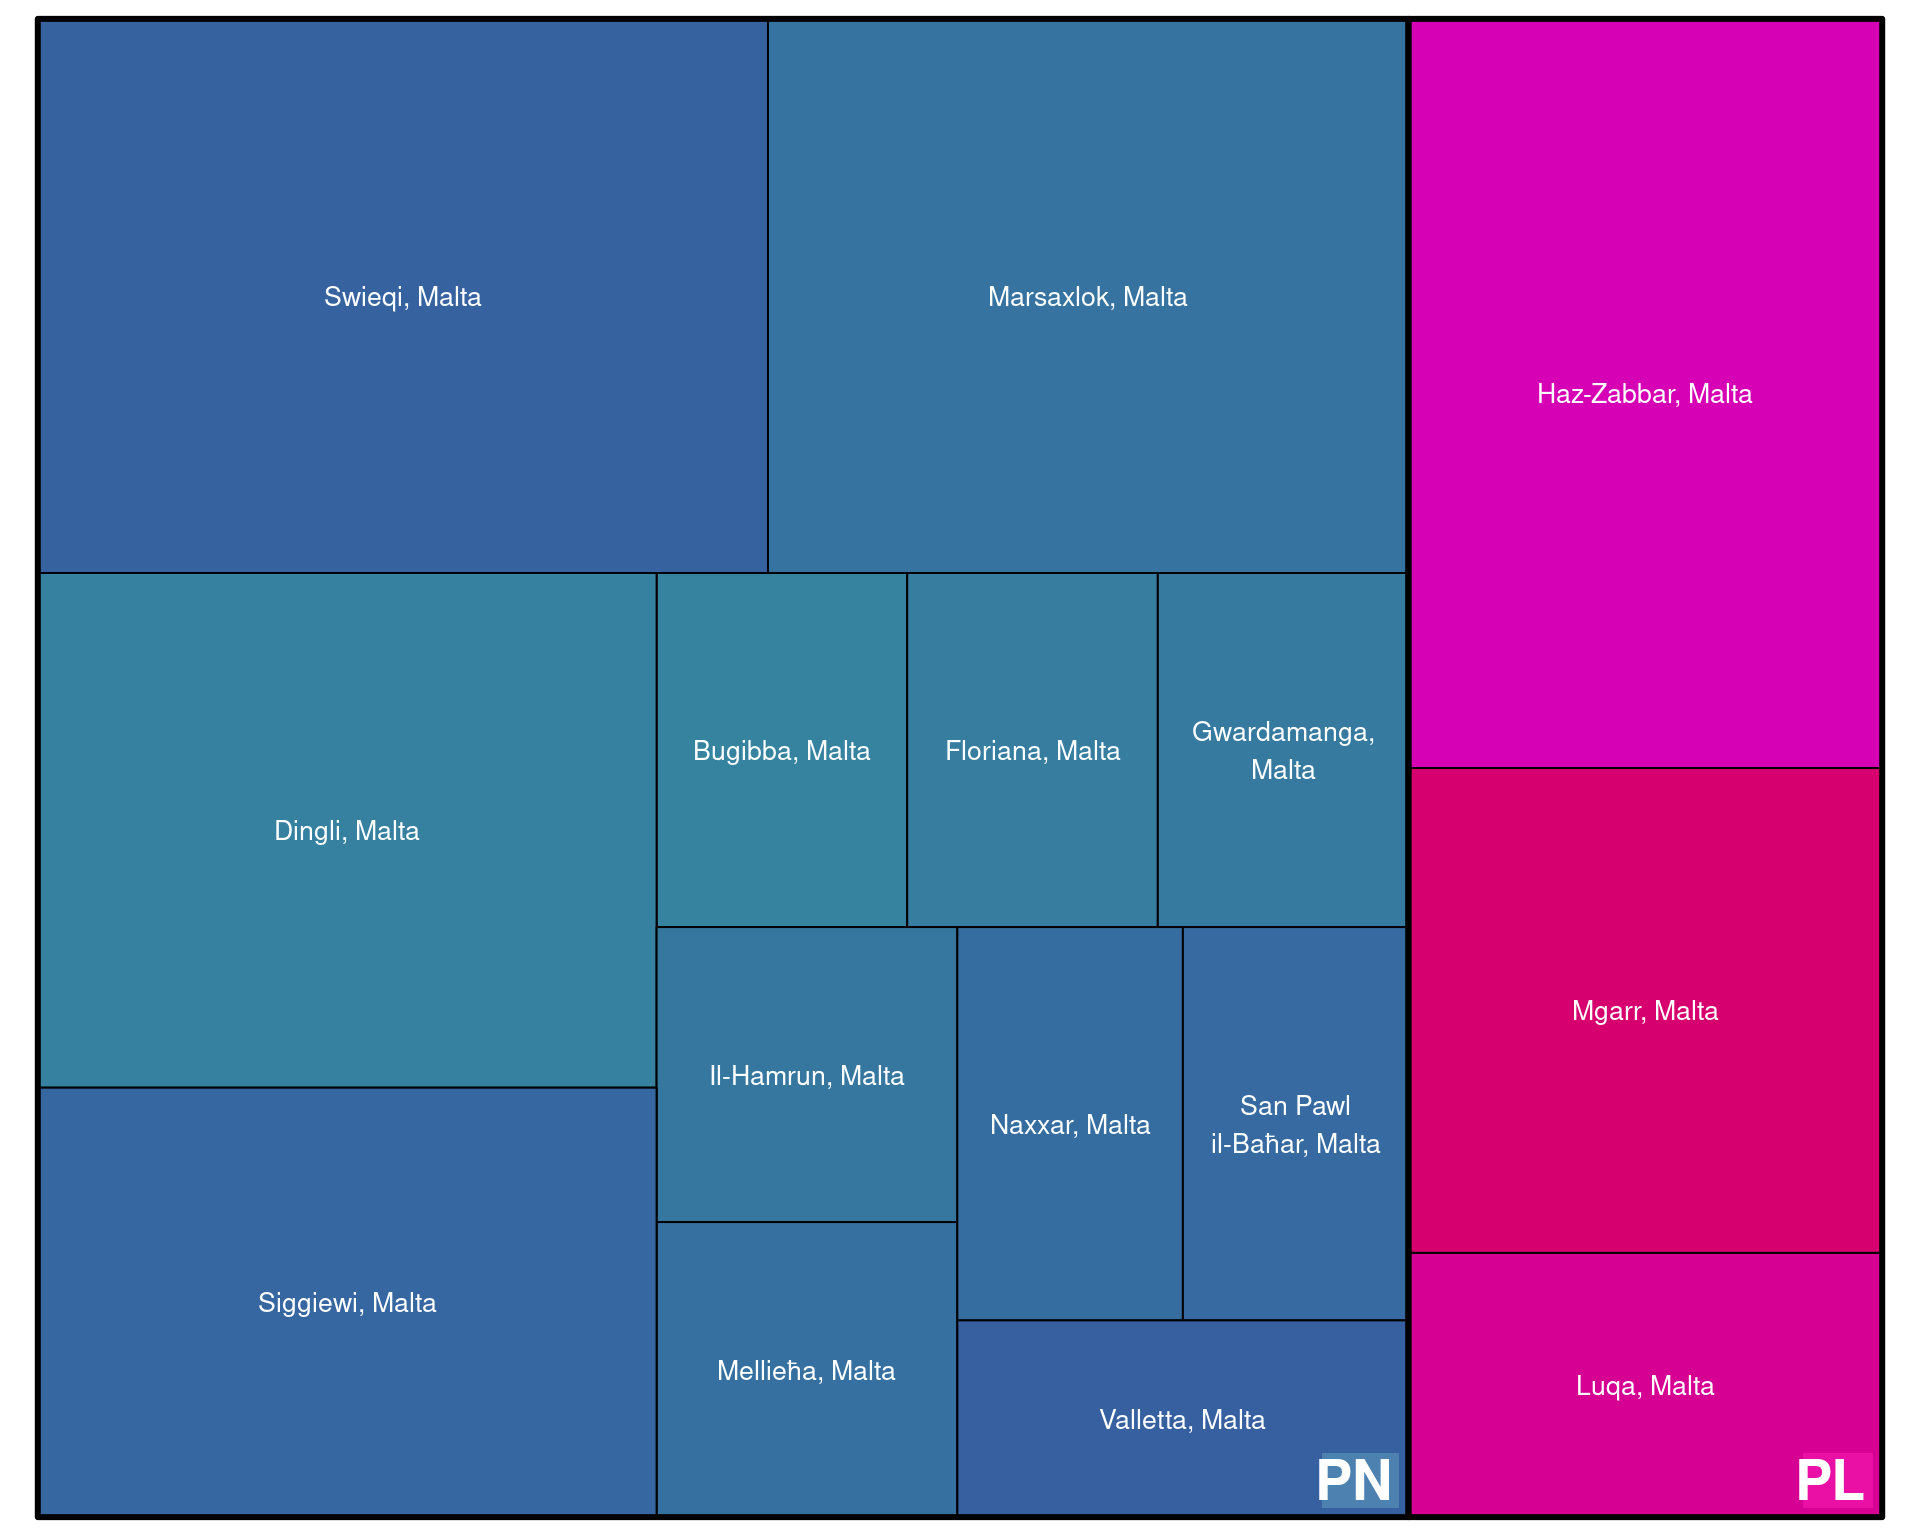 Swieqi, Malta
Marsaxlok, Malta
Haz-Zabbar, Malta
Dingli, Malta
Bugibba, Malta
Floriana, Malta
Gwardamanga,
Malta
Mgarr, Malta
Il-Hamrun, Malta
Naxxar, Malta
San Pawl
il-Baħar, Malta
Siggiewi, Malta
Mellieħa, Malta
Valletta, Malta
Luqa, Malta
PN
PL